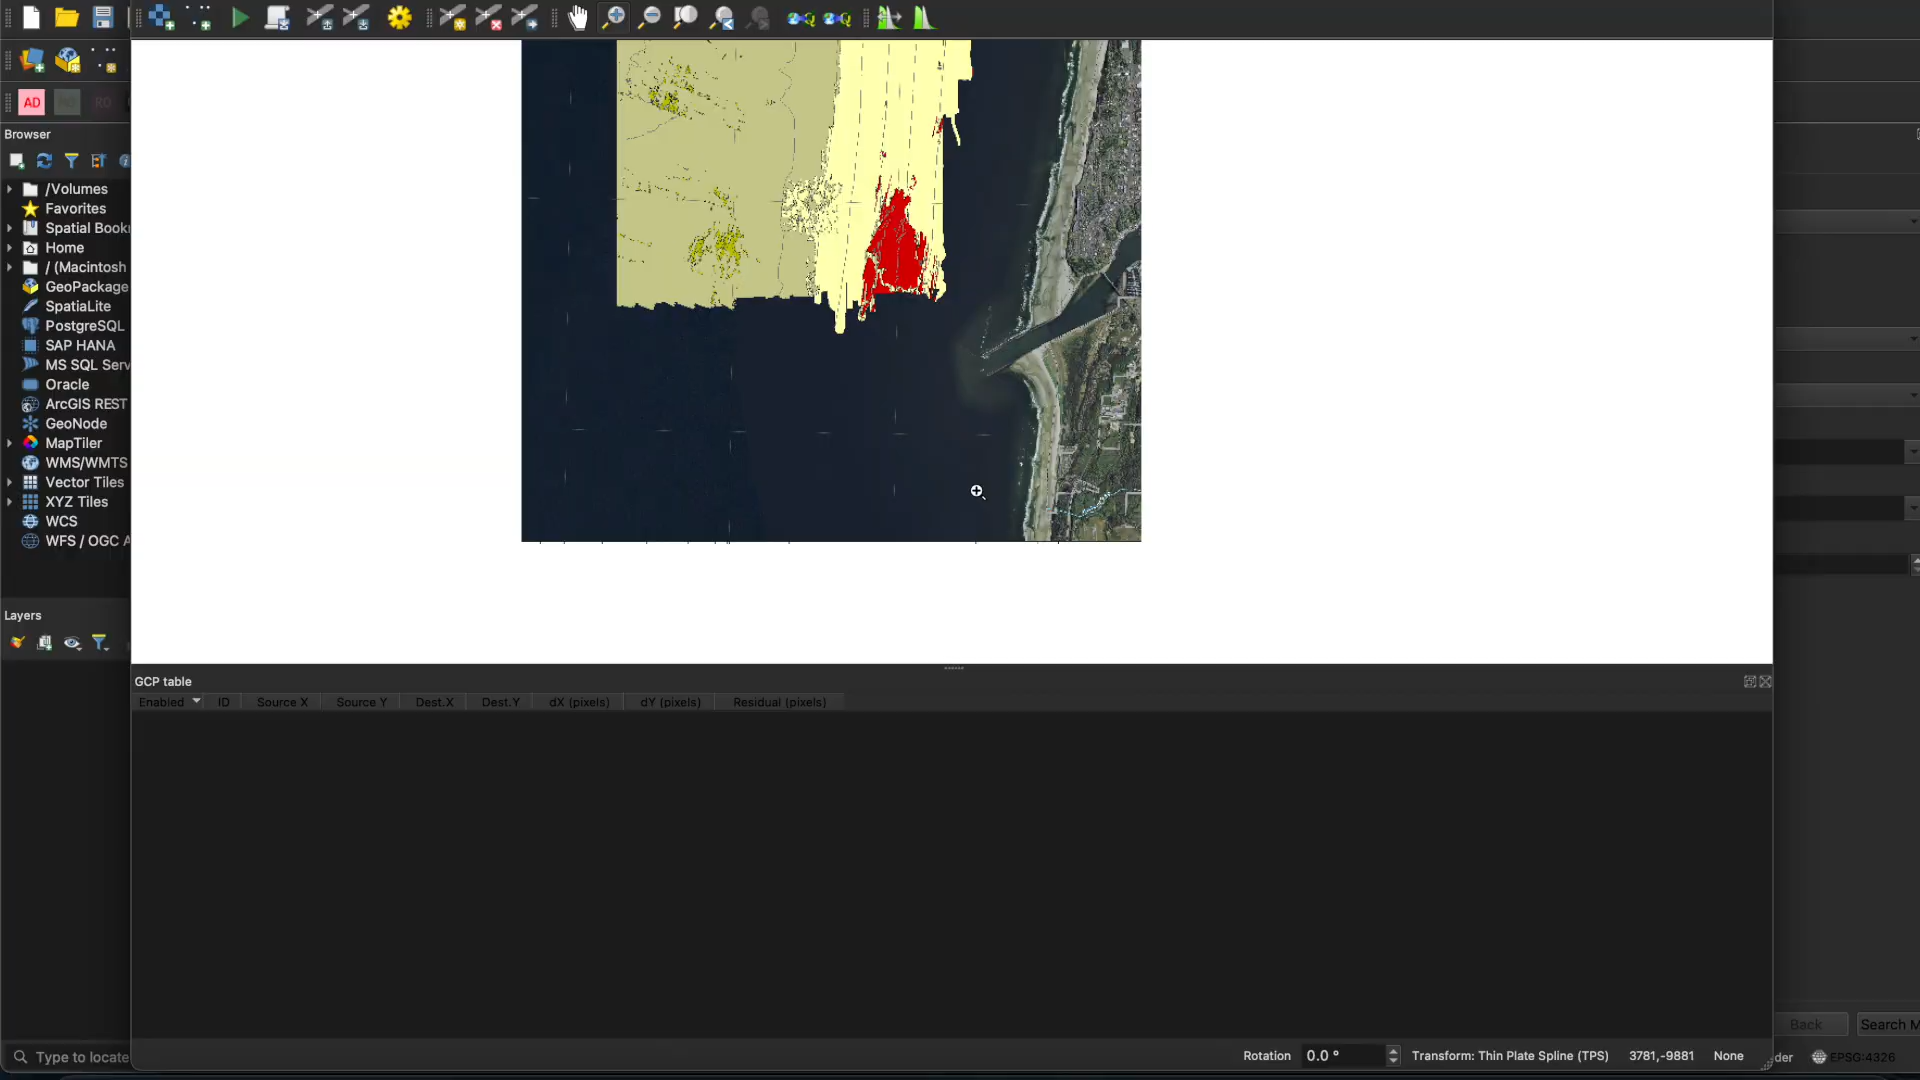 AD
RD
Browser
/Volumes
Favorites
Spatial Book
Home
/ (Macintosh
GeoPackage
SpatiaLite
PostgreSQL
SAP HANA
MS SQL Serv
Oracle
ArcGIS REST
GeoNode
MapTiler
WMS/WMTS
Vector Tiles
XYZ Tiles
WCS
WFS / OGC A
Layers
GCP table
Enabled ID Source X Source Y Dest.X Dest.Y dX (pixels) dY (pixels) Residual (pixels)
Back Search M
Type to locate
Rotation 0.0 ° Transform: Thin Plate Spline (TPS) 3781,-9881 None
der EPSG:4326